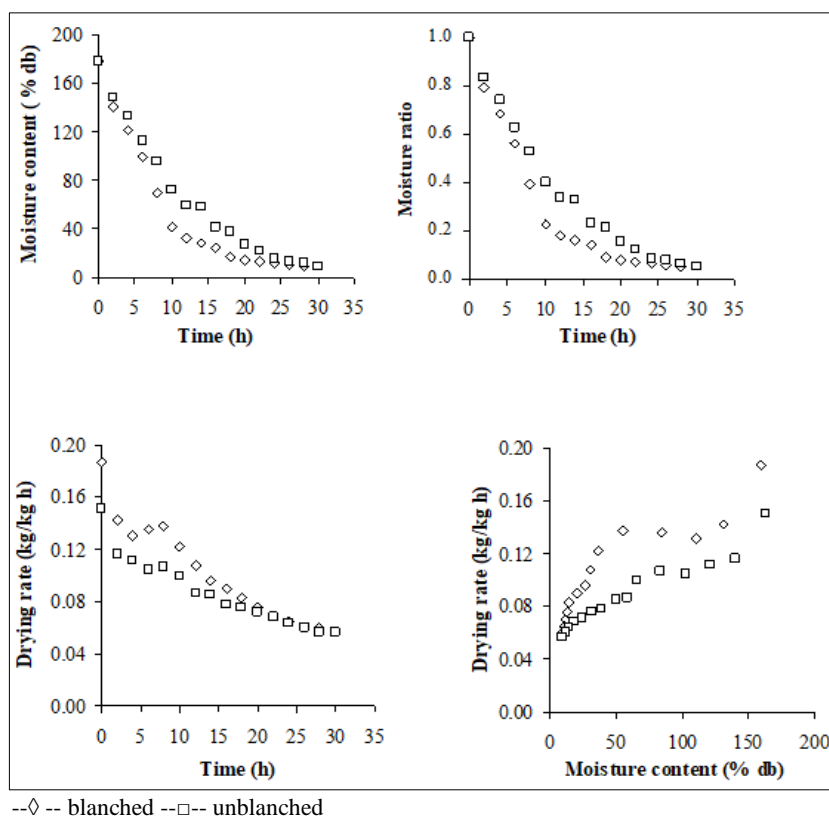 200
160
120
80
40
0
Moisture content ( % db)
0 5 10 15 20 25 30 35
Time (h)
1.0
0.8
0.6
0.4
0.2
0.0
Moisture ratio
0 5 10 15 20 25 30 35
Time (h)
0.20
0.16
0.12
0.08
0.04
0.00
Drying rate (kg/kg h)
0 5 10 15 20 25 30 35
Time (h)
0.20
0.16
0.12
0.08
0.04
0.00
Drying rate (kg/kg h)
0 50 100 150 200
Moisture content (% db)
--◊ -- blanched --□-- unblanched